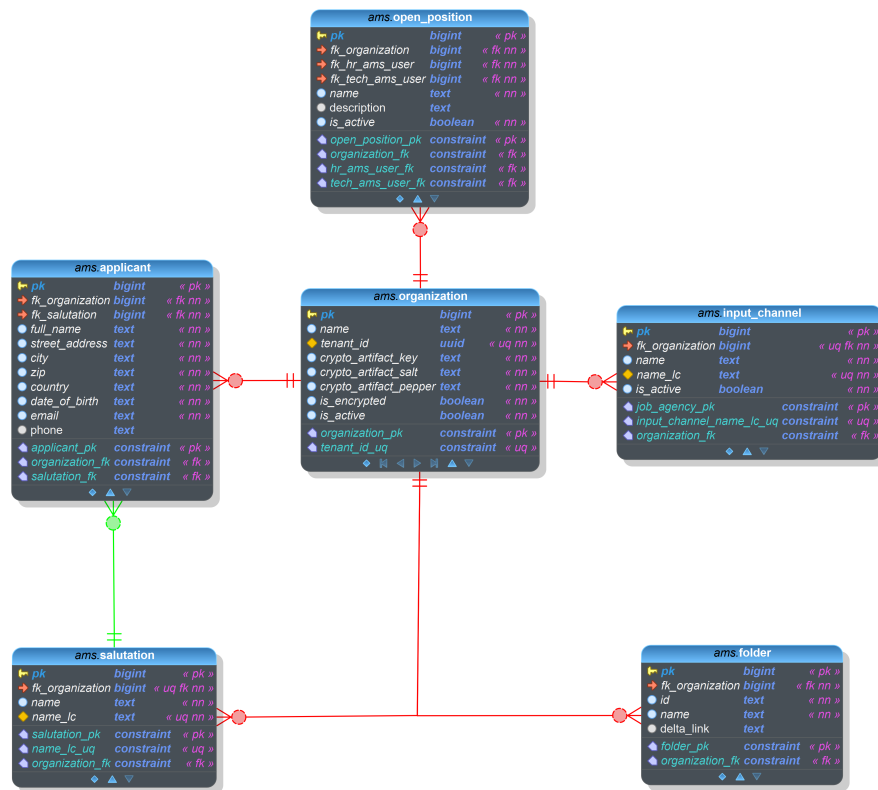 ams.open_position
pk bigint « pk »
fk_organization bigint « fk nn »
fk_hr_ams_user bigint « fk nn »
fk_tech_ams_user bigint « fk nn »
name text « nn »
description text
is_active boolean « nn »
open_position_pk constraint « pk »
organization_fk constraint « fk »
hr_ams_user_fk constraint « fk »
tech_ams_user_fk constraint « fk »
ams.applicant
pk bigint « pk »
fk_organization bigint « fk nn »
fk_salutation bigint « fk nn »
full_name text « nn »
street_address text « nn »
city text « nn »
zip text « nn »
country text « nn »
date_of_birth text « nn »
email text « nn »
phone text
applicant_pk constraint « pk »
organization_fk constraint « fk »
salutation_fk constraint « fk »
ams.organization
pk bigint « pk »
name text « nn »
tenant_id uuid « uq nn »
crypto_artifact_key text « nn »
crypto_artifact_salt text « nn »
crypto_artifact_pepper text « nn »
is_encrypted boolean « nn »
is_active boolean « nn »
organization_pk constraint « pk »
tenant_id_uq constraint « uq »
ams.input_channel
pk bigint « pk »
fk_organization bigint « uq fk nn »
name text « nn »
name_lc text « uq nn »
is_active boolean « nn »
job_agency_pk constraint « pk »
input_channel_name_lc_uq constraint « uq »
organization_fk constraint « fk »
ams.salutation
pk bigint « pk »
fk_organization bigint « uq fk nn »
name text « nn »
name_lc text « uq nn »
salutation_pk constraint « pk »
name_lc_uq constraint « uq »
organization_fk constraint « fk »
ams.folder
pk bigint « pk »
fk_organization bigint « fk nn »
id text « nn »
name text « nn »
delta_link text
folder_pk constraint « pk »
organization_fk constraint « fk »